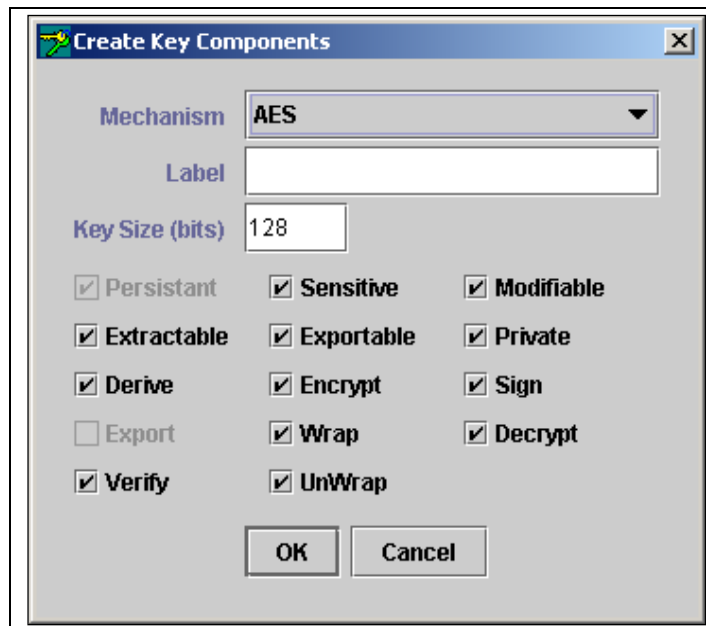 Create Key Components
Mechanism AES
Label
Key Size (bits) 128
Persistant Sensitive Modifiable
Extractable Exportable Private
Derive Encrypt Sign
Export Wrap Decrypt
Verify UnWrap
OK Cancel